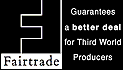 Guarantees
a better deal
for Third World
Producers
Fairtrade